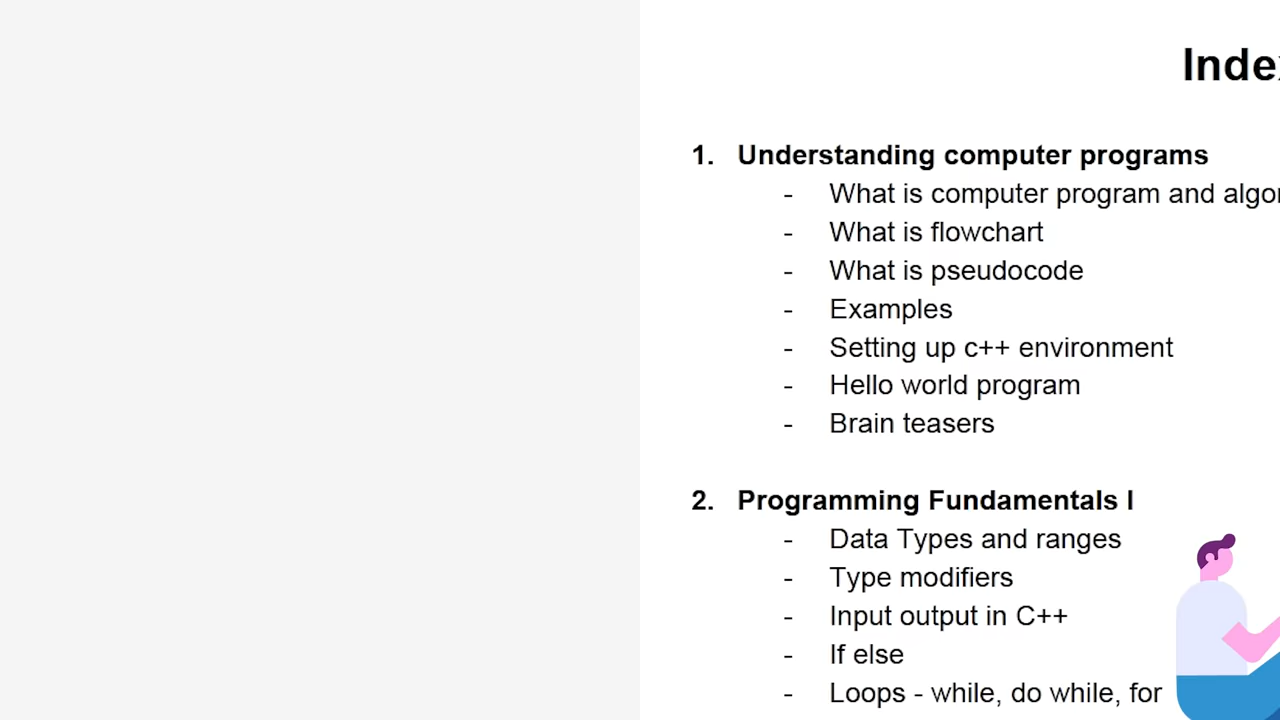 Index
1. Understanding computer programs
- What is computer program and
- What is flowchart
- What is pseudocode
- Examples
- Setting up c++ environment
- Hello world program
- Brain teasers
2. Programming Fundamentals I
- Data Types and ranges
- Type modifiers
- Input output in C++
- If else
- Loops - while, do while, for